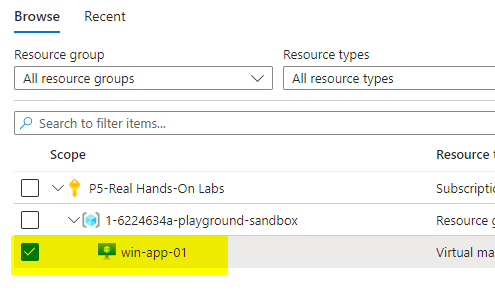 Browse Recent
Resource group Resource types
All resource groups All resource types
Search to filter items...
Scope Resource t
P5-Real Hands-On Labs Subscriptio
1-6224634a-playground-sandbox Resource g
win-app-01 Virtual ma